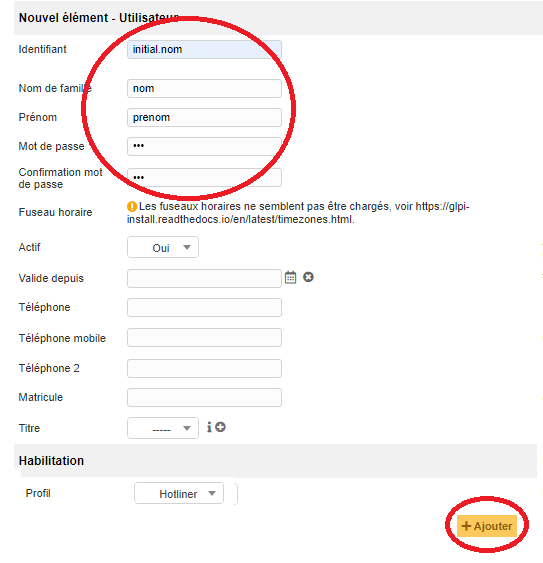 Nouvel élément - Utilisateur
Identifiant initial.nom
Nom de famille nom
Prénom prenom
Mot de passe •••
Confirmation mot
de passe •••
Fuseau horaire Les fuseaux horaires ne semblent pas être chargés, voir https://glpi-
install.readthedocs.io/en/latest/timezones.html.
Actif Oui
Valide depuis
Téléphone
Téléphone mobile
Téléphone 2
Matricule
Titre -----
Habilitation
Profil Hotliner
+ Ajouter